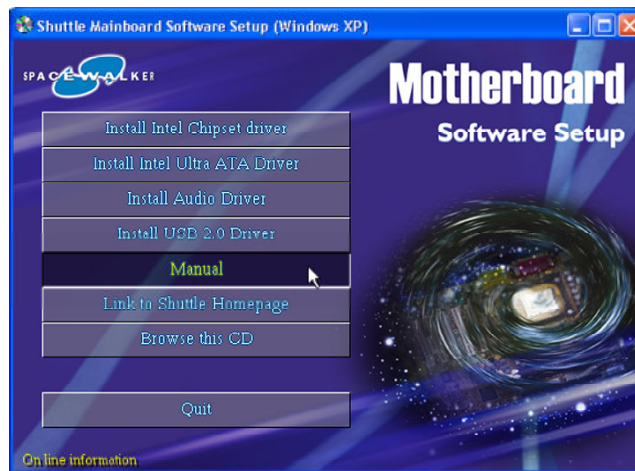 Shuttle Mainboard Software Setup (Windows XP)
SPACEWALKER
Motherboard
Software Setup
Install Intel Chipset driver
Install Intel Ultra ATA Driver
Install Audio Driver
Install USB 2.0 Driver
Manual
Link to Shuttle Homepage
Browse this CD
Quit
On line information